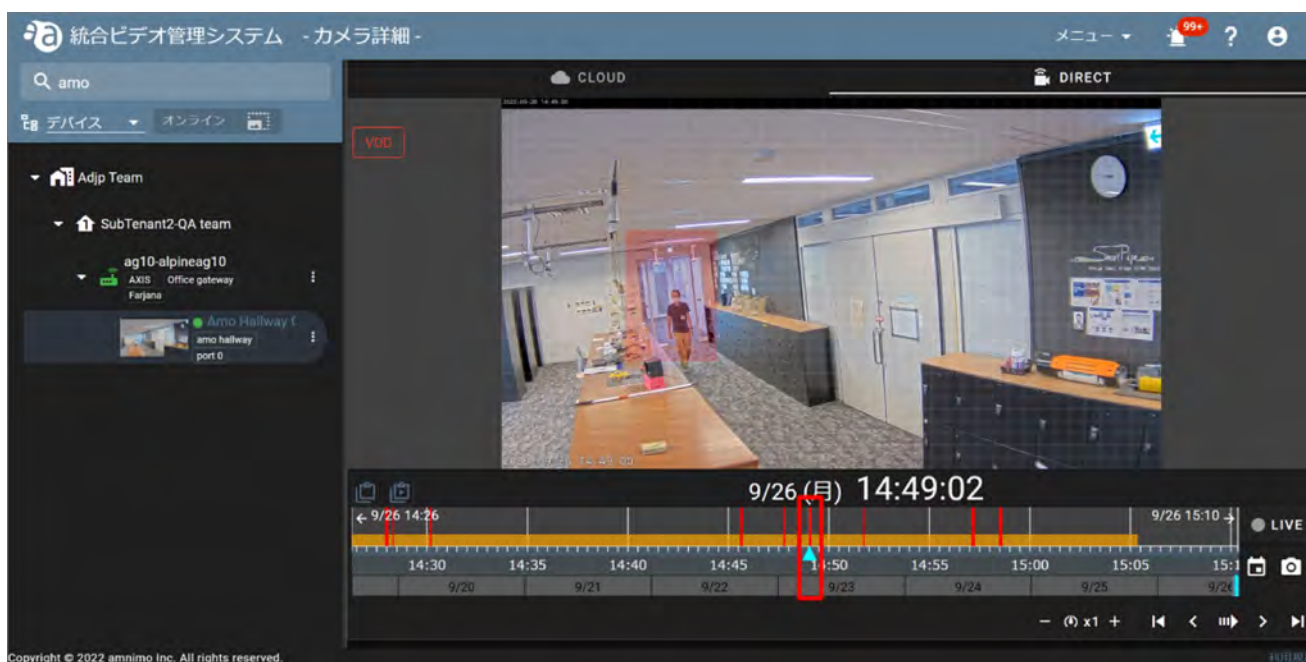 統合ビデオ管理システム - カメラ詳細 -
メニュー
99+
?
amo
CLOUD
DIRECT
デバイス
オンライン
VDD
Adjp Team
SubTenant2-QA team
ag10-alpineag10
AXIS Office gateway
Farjana
Amo Hallway
amo hallway
port 0
9/26 (月) 14:49:02
9/26 14:26
9/26 15:10
LIVE
14:30 14:35 14:40 14:45 14:50 14:55 15:00 15:05 15:1
9/20 9/21 9/22 9/23 9/24 9/25 9/26
x1
Copyright © 2022 amnimo Inc. All rights reserved.